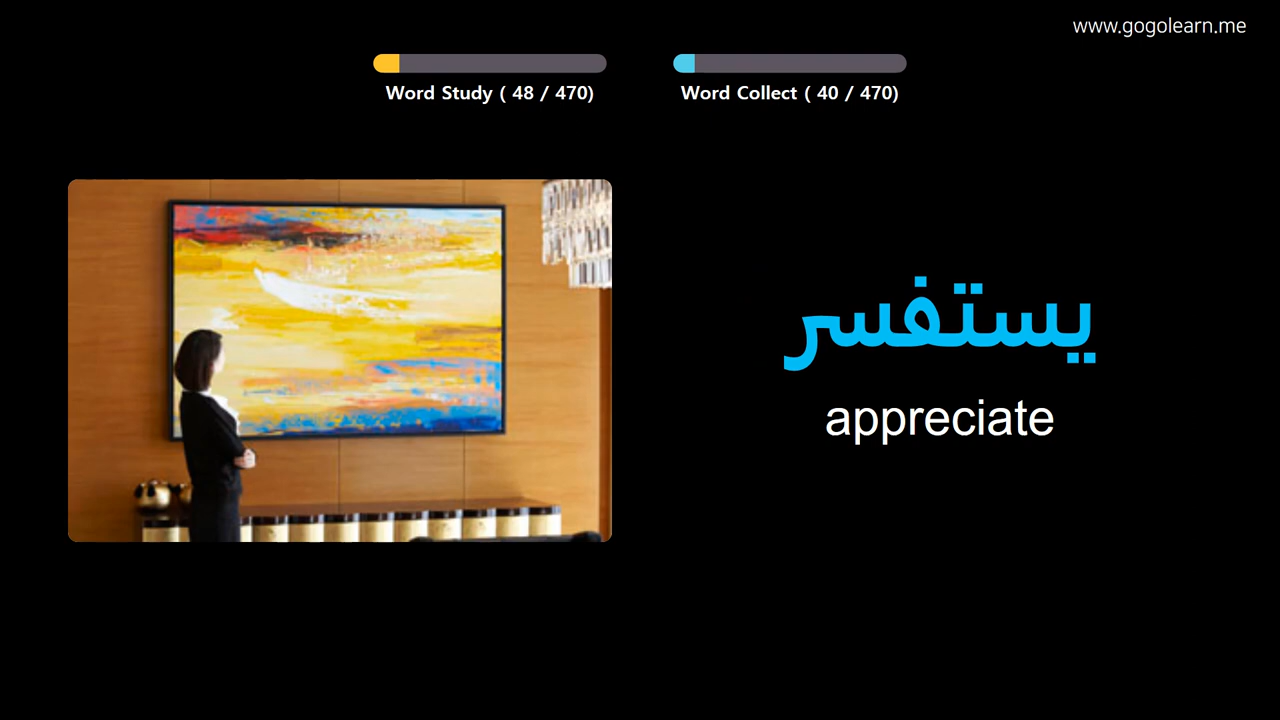 www.gogolearn.me
Word Study ( 48 / 470)
Word Collect ( 40 / 470)
يستفسر
appreciate